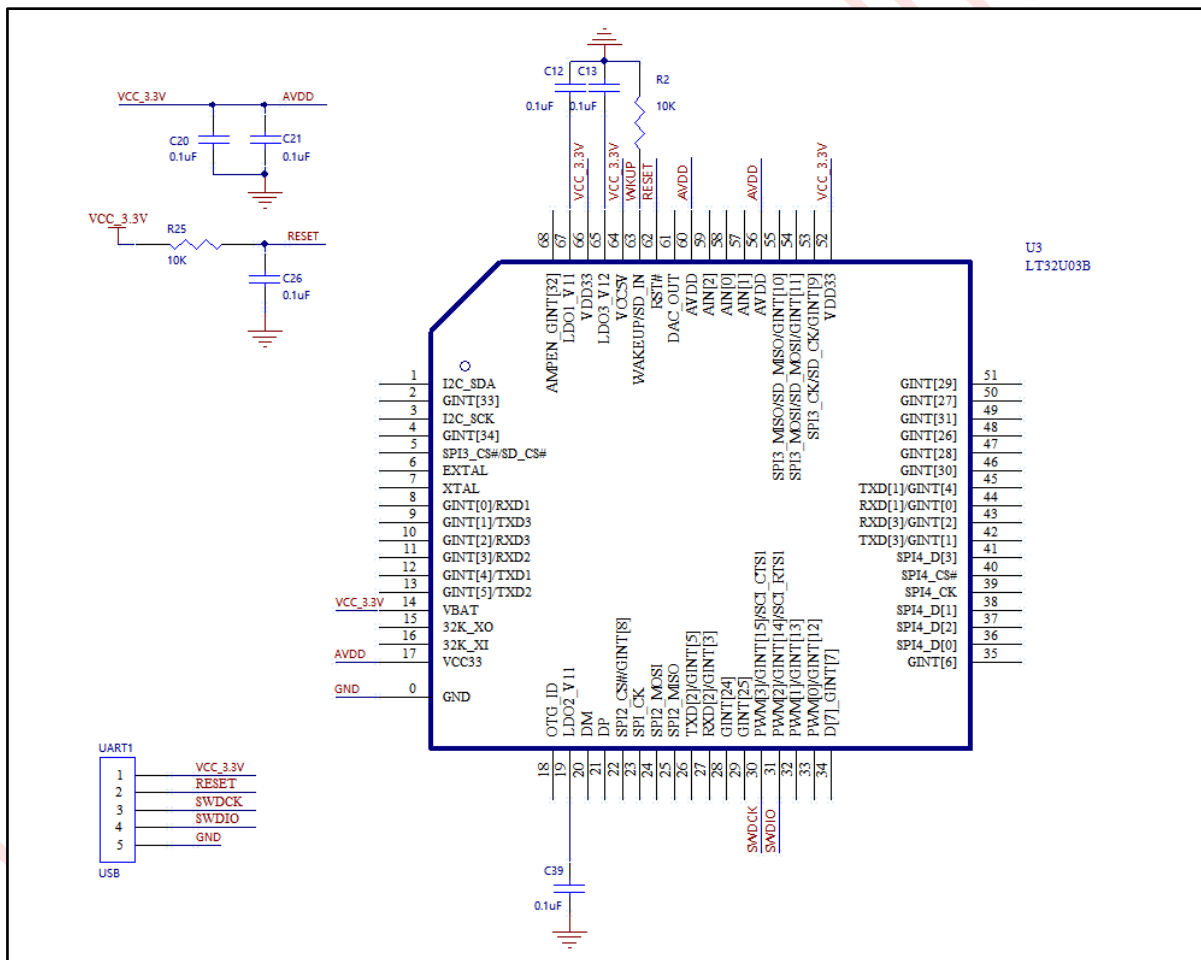 C12
C13
R2
0.1uF
0.1uF
10K
VCC_3.3V
AVDD
C20
0.1uF
C21
0.1uF
VCC_3.3V
R25
10K
RESET
C26
0.1uF
VCC_3.3V
VCC_3.3V
WKUP
RESET
AVDD
AVDD
VCC_3.3V
U3
LT32U03B
68 AMPEN_GINT[32]
67 LDO1_V11
66 VDD33
65 LDO3_V12
64 VCC5V
63 WAKEUP/SD_IN
62 RST#
61 DAC_OUT
60 AVDD
59 AIN[2]
58 AIN[0]
57 AIN[1]
56 AVDD
55 SPI3_MISO/SD_MISO/GINT[10]
54 SPI3_MOSI/SD_MOSI/GINT[11]
53 SPI3_CK/SD_CK/GINT[9]
52 VDD33
1 I2C_SDA
2 GINT[33]
3 I2C_SCK
4 GINT[34]
5 SPI3_CS#/SD_CS#
6 EXTAL
7 XTAL
8 GINT[0]/RXD1
9 GINT[1]/TXD3
10 GINT[2]/RXD3
11 GINT[3]/RXD2
12 GINT[4]/TXD1
13 GINT[5]/TXD2
VCC_3.3V 14 VBAT
15 32K_XO
16 32K_XI
AVDD 17 VCC33
GND 0 GND
GINT[29] 51
GINT[27] 50
GINT[31] 49
GINT[26] 48
GINT[28] 47
GINT[30] 46
TXD[1]/GINT[4] 45
RXD[1]/GINT[0] 44
RXD[3]/GINT[2] 43
TXD[3]/GINT[1] 42
SPI4_D[3] 41
SPI4_CS# 40
SPI4_CK 39
SPI4_D[1] 38
SPI4_D[2] 37
SPI4_D[0] 36
GINT[6] 35
OTG_ID 18
LDO2_V11 19
DM 20
DP 21
SPI2_CS#/GINT[8] 22
SPI_CK 23
SPI2_MOSI 24
SPI2_MISO 25
TXD[2]/GINT[5] 26
RXD[2]/GINT[3] 27
GINT[24] 28
GINT[25] 29
PWM[3]/GINT[15]/SCI_CTS1 30
PWM[2]/GINT[14]/SCI_RTS1 31
PWM[1]/GINT[13] 32
PWM[0]/GINT[12] 33
D[7]_GINT[7] 34
SWDCK
SWDIO
UART1
1 VCC_3.3V
2 RESET
3 SWDCK
4 SWDIO
5 GND
USB
C39
0.1uF